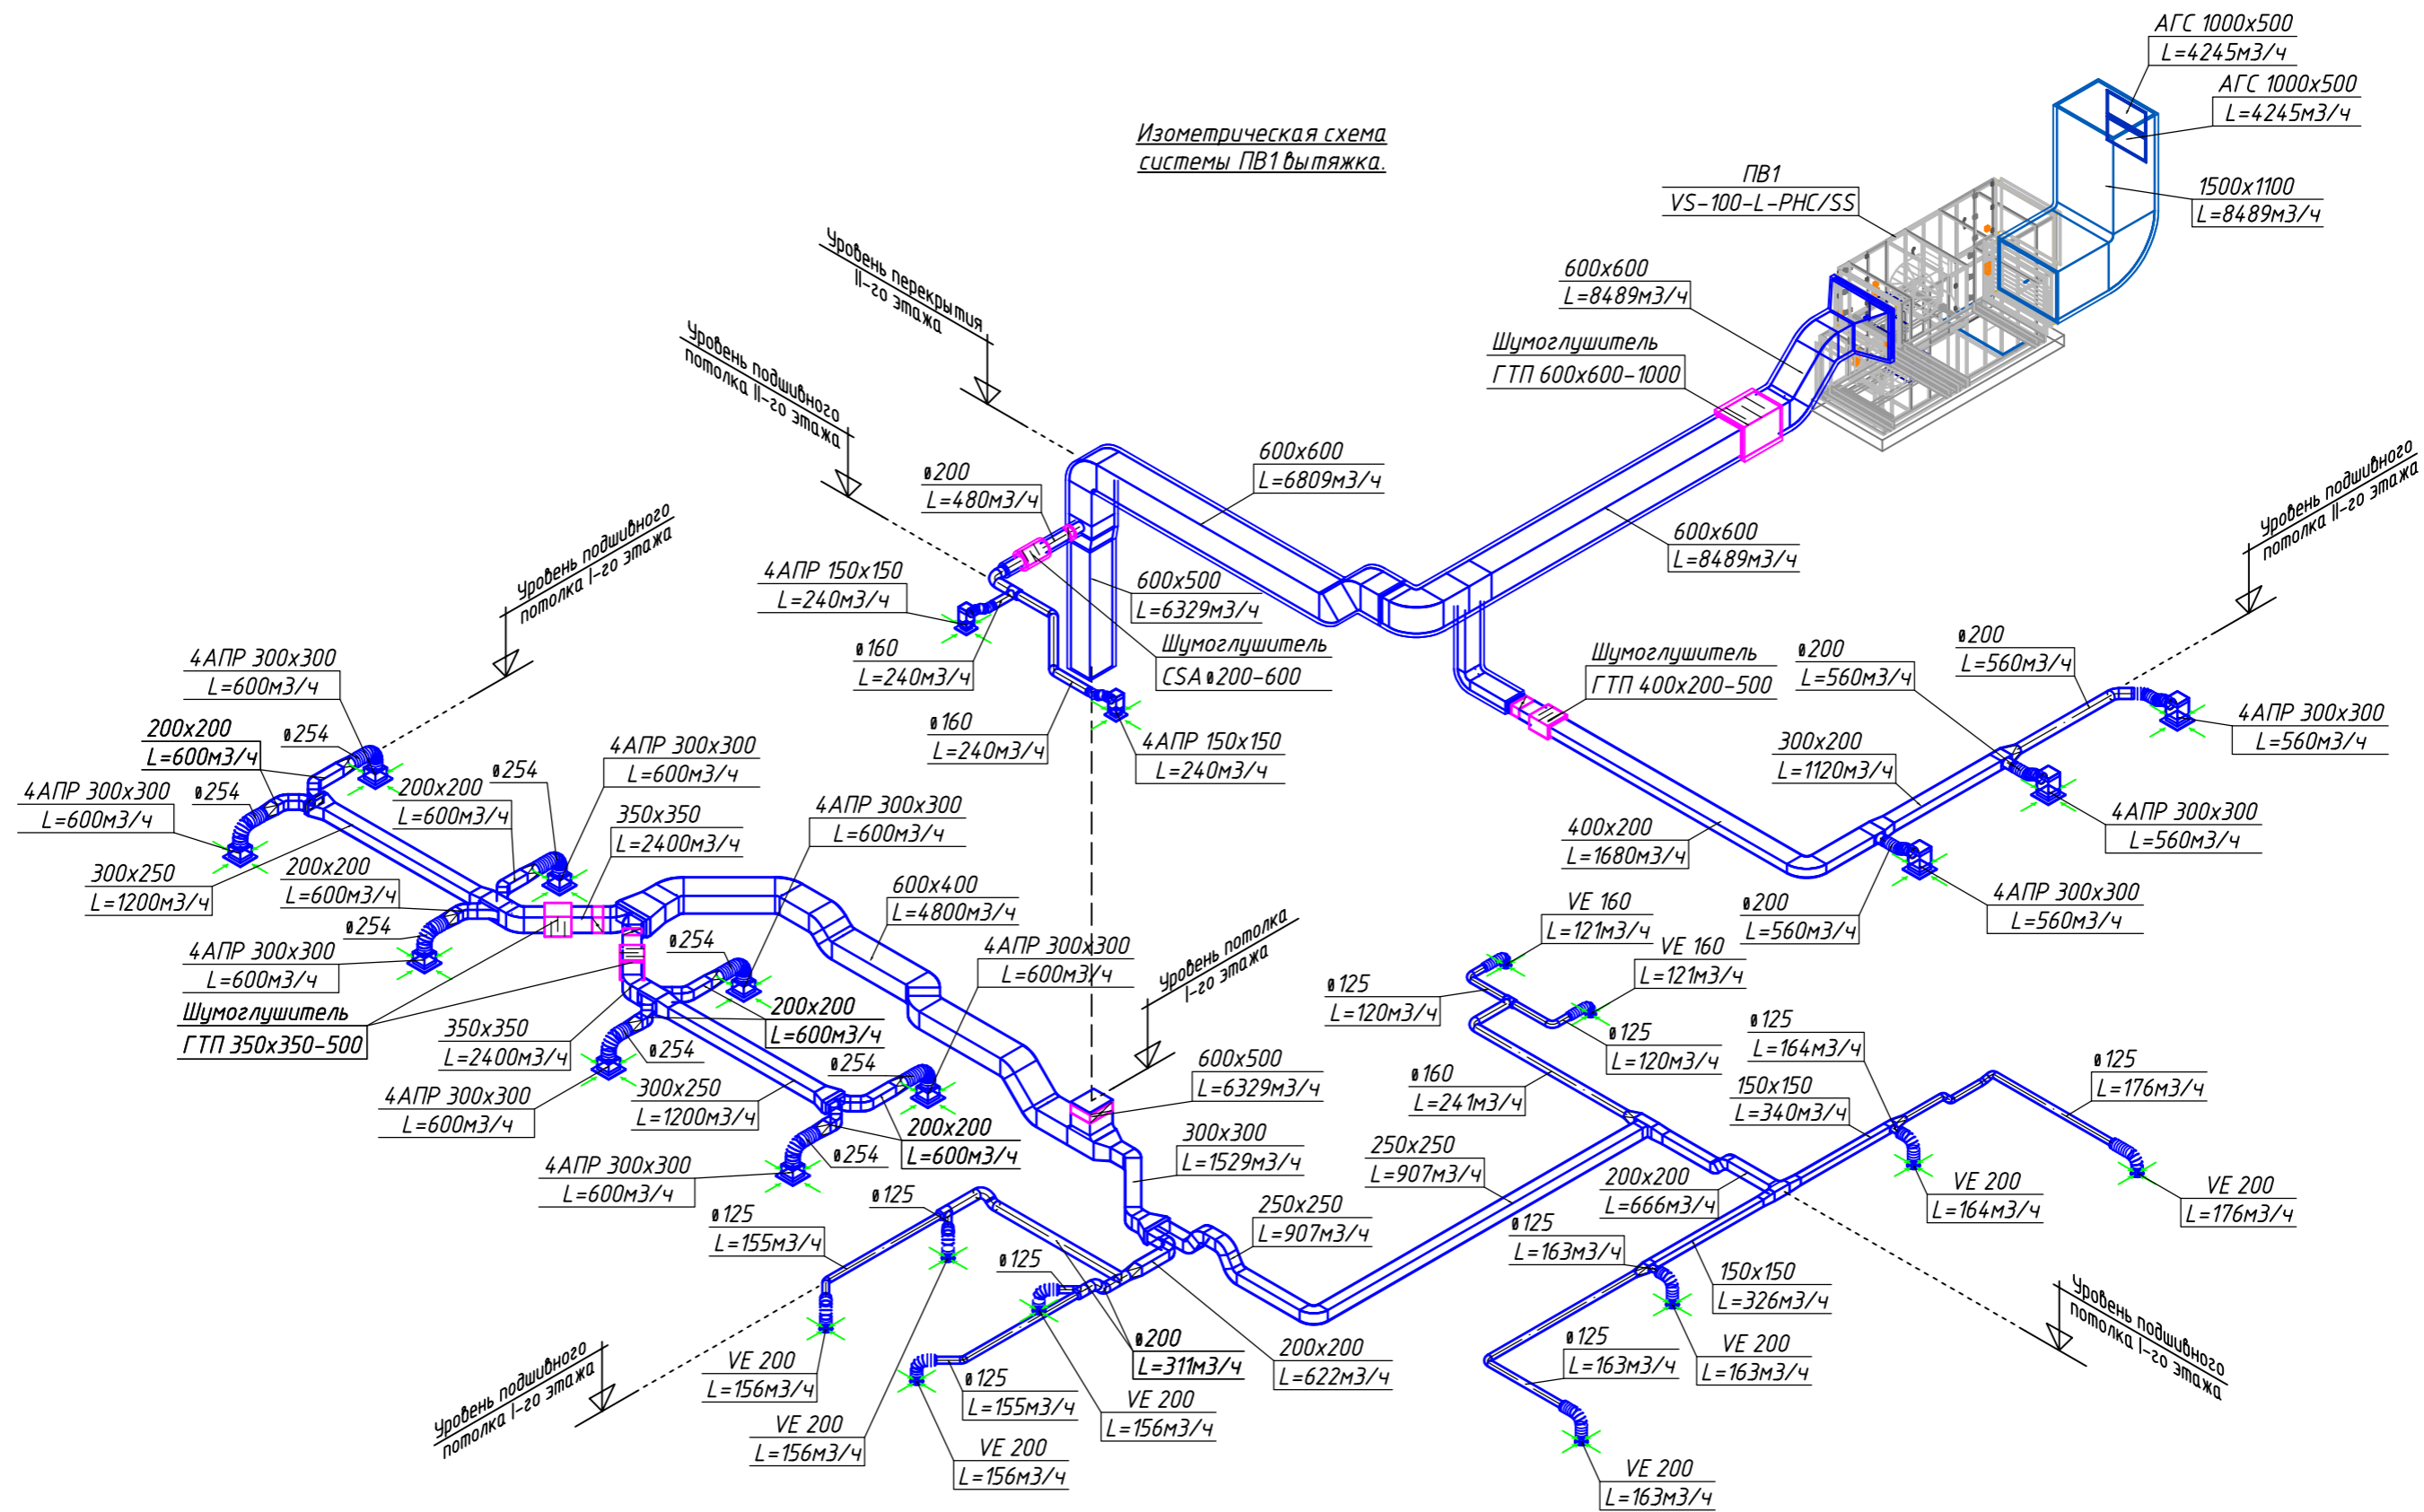 АГС 1000х500
L=4245м3/ч
АГС 1000х500
L=4245м3/ч
Изометрическая схема
системы ПВ1 вытяжка.
ПВ1
VS-100-L-PHC/SS
1500х1100
L=8489м3/ч
600х600
L=8489м3/ч
Шумоглушитель
ГТП 600х600-1000
Уровень перекрытия
II-го этажа
Уровень подшивного
потолка II-го этажа
Ø200
L=480м3/ч
600х600
L=6809м3/ч
600х600
L=8489м3/ч
Уровень подшивного
потолка II-го этажа
Уровень подшивного
потолка I-го этажа
4АПР 150х150
L=240м3/ч
600х500
L=6329м3/ч
Ø160
L=240м3/ч
Шумоглушитель
CSA Ø200-600
Ø160
L=240м3/ч
4АПР 150х150
L=240м3/ч
Шумоглушитель
ГТП 400х200-500
Ø200
L=560м3/ч
Ø200
L=560м3/ч
4АПР 300х300
L=560м3/ч
300х200
L=1120м3/ч
4АПР 300х300
L=560м3/ч
400х200
L=1680м3/ч
4АПР 300х300
L=560м3/ч
Ø200
L=560м3/ч
4АПР 300х300
L=600м3/ч
200х200
L=600м3/ч
Ø254
4АПР 300х300
L=600м3/ч
Ø254
200х200
L=600м3/ч
Ø254
4АПР 300х300
L=600м3/ч
350х350
L=2400м3/ч
4АПР 300х300
L=600м3/ч
300х250
L=1200м3/ч
200х200
L=600м3/ч
Ø254
4АПР 300х300
L=600м3/ч
Шумоглушитель
ГТП 350х350-500
600х400
L=4800м3/ч
Ø254
4АПР 300х300
L=600м3/ч
Уровень потолка
I-го этажа
350х350
L=2400м3/ч
Ø254
200х200
L=600м3/ч
Ø254
4АПР 300х300
L=600м3/ч
300х250
L=1200м3/ч
600х500
L=6329м3/ч
200х200
L=600м3/ч
Ø254
4АПР 300х300
L=600м3/ч
300х300
L=1529м3/ч
VE 160
L=121м3/ч
VE 160
L=121м3/ч
Ø125
L=120м3/ч
Ø125
L=120м3/ч
Ø125
L=164м3/ч
Ø125
L=176м3/ч
Ø160
L=241м3/ч
150х150
L=340м3/ч
250х250
L=907м3/ч
200х200
L=666м3/ч
VE 200
L=164м3/ч
VE 200
L=176м3/ч
250х250
L=907м3/ч
Ø125
L=163м3/ч
150х150
L=326м3/ч
Ø125
L=155м3/ч
Ø125
Ø125
Ø200
L=311м3/ч
200х200
L=622м3/ч
Ø125
L=163м3/ч
VE 200
L=163м3/ч
Уровень подшивного
потолка I-го этажа
Уровень подшивного
потолка I-го этажа
VE 200
L=156м3/ч
VE 200
L=156м3/ч
Ø125
L=155м3/ч
VE 200
L=156м3/ч
VE 200
L=156м3/ч
VE 200
L=163м3/ч